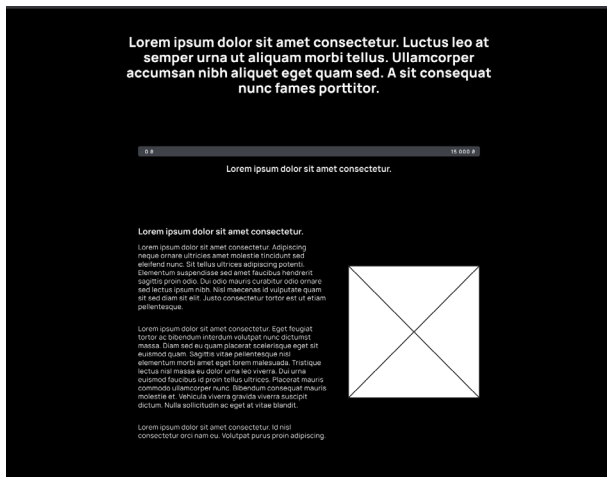 Lorem ipsum dolor sit amet consectetur. Luctus leo at
semper urna ut aliquam morbi tellus. Ullamcorper
accumsan nibh aliquet eget quam sed. A sit consequat
nunc fames porttitor.
0 ₴
15 000 ₴
Lorem ipsum dolor sit amet consectetur.
Lorem ipsum dolor sit amet consectetur.
Lorem ipsum dolor sit amet consectetur. Adipiscing
neque ornare ultricies amet molestie tincidunt sed
eleifend nunc. Sit tellus ultrices adipiscing potenti.
Elementum suspendisse sed amet faucibus hendrerit
sagittis proin odio. Dui odio mauris curabitur odio ornare
sed lectus ipsum nibh. Nisl maecenas id vulputate quam
sit sed diam sit elit. Justo consectetur tortor est ut etiam
pellentesque.
Lorem ipsum dolor sit amet consectetur. Eget feugiat
tortor ac bibendum interdum volutpat nunc dictumst
massa. Diam sed eu quam placerat scelerisque eget sit
euismod quam. Sagittis vitae pellentesque nisl
elementum morbi amet eget lorem malesuada. Tristique
lectus nisl massa eu dolor urna leo viverra. Dui urna
euismod faucibus id proin tellus ultrices. Placerat mauris
commodo ullamcorper nunc. Bibendum consequat mauris
molestie et. Vehicula viverra gravida viverra suscipit
dictum. Nulla sollicitudin ac eget at vitae blandit.
Lorem ipsum dolor sit amet consectetur. Id nisl
consectetur orci nam eu. Volutpat purus proin adipiscing.